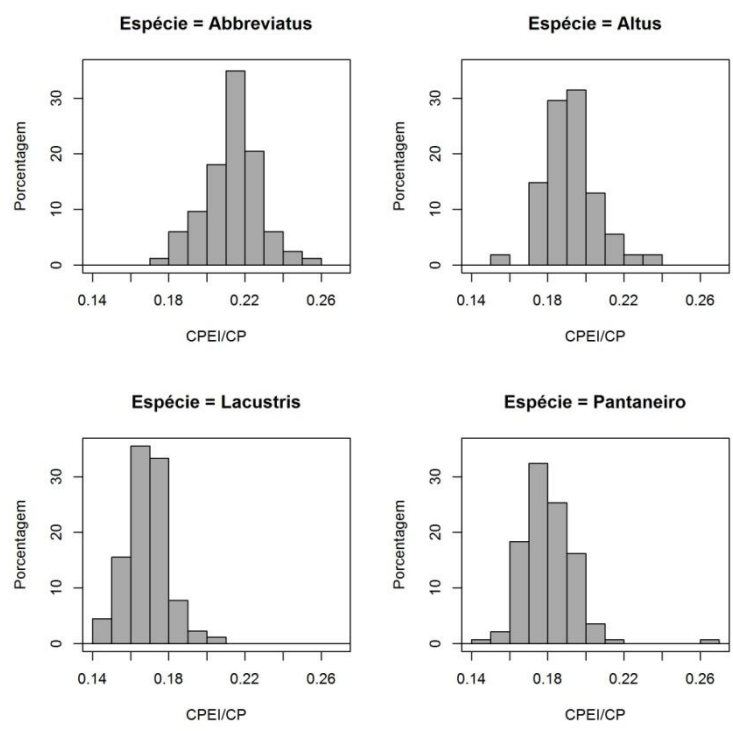 Espécie = Abbreviatus
Porcentagem
30
20
10
0
0.14 0.18 0.22 0.26
CPEI/CP
Espécie = Altus
Porcentagem
30
20
10
0
0.14 0.18 0.22 0.26
CPEI/CP
Espécie = Lacustris
Porcentagem
30
20
10
0
0.14 0.18 0.22 0.26
CPEI/CP
Espécie = Pantaneiro
Porcentagem
30
20
10
0
0.14 0.18 0.22 0.26
CPEI/CP